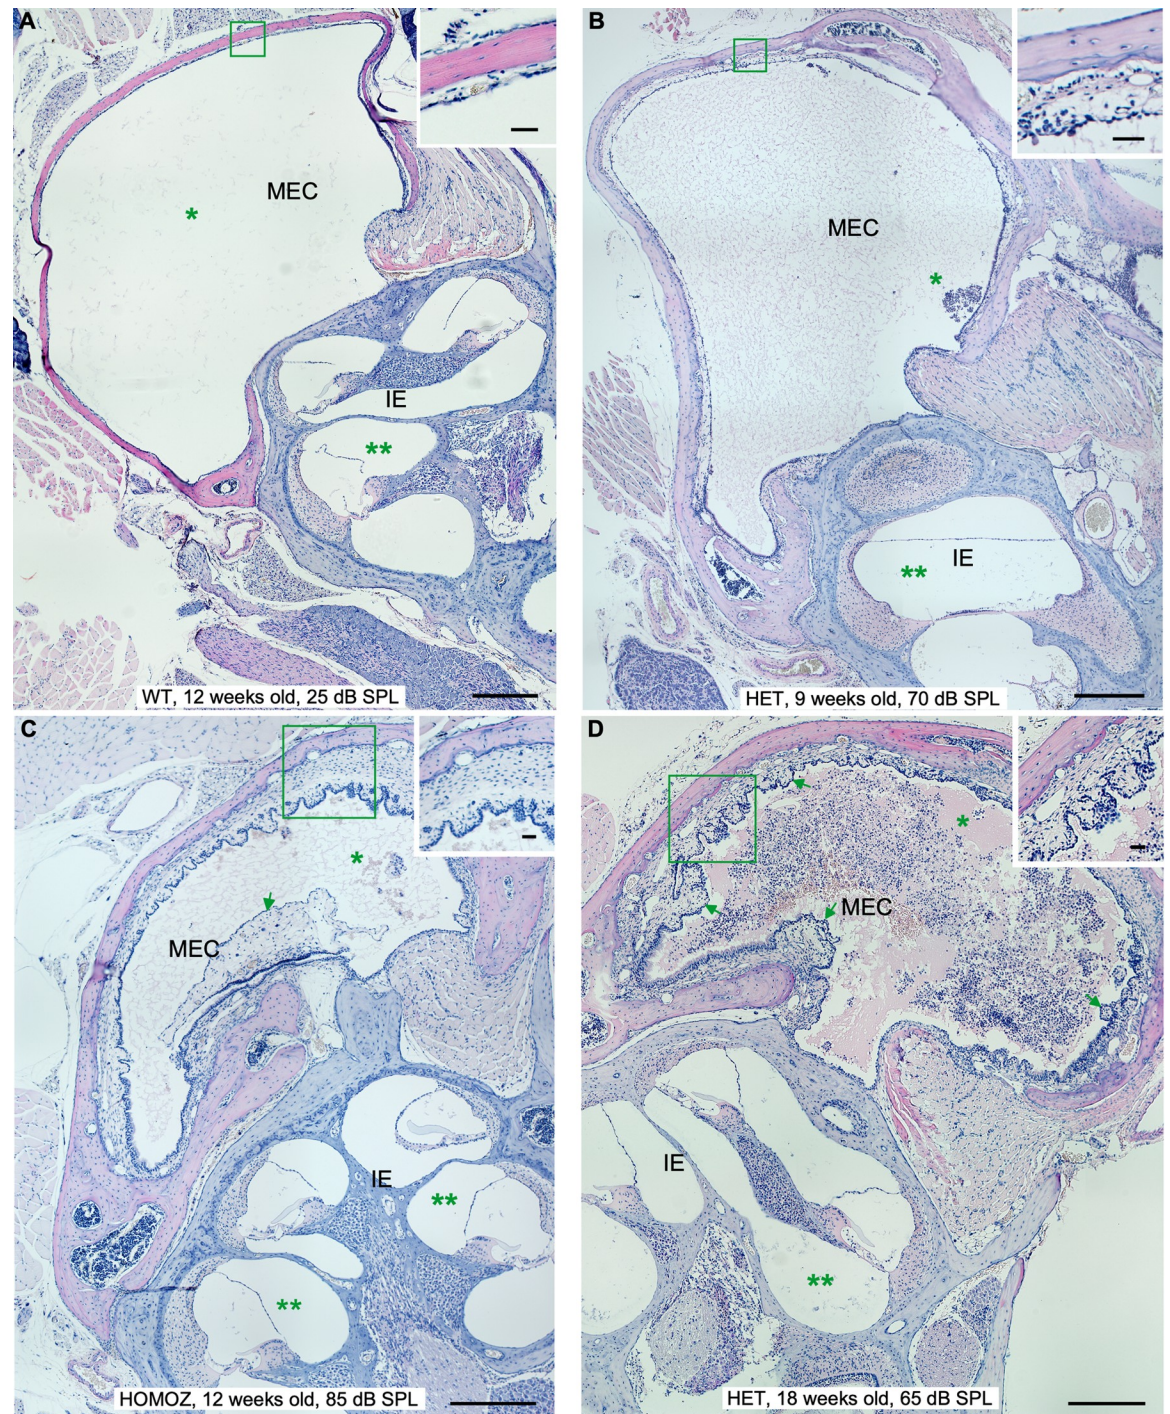 A
MEC
*
IE
**
WT, 12 weeks old, 25 dB SPL
B
MEC
*
IE
**
HET, 9 weeks old, 70 dB SPL
C
*
MEC
IE
**
**
HOMOZ, 12 weeks old, 85 dB SPL
D
*
MEC
IE
**
HET, 18 weeks old, 65 dB SPL